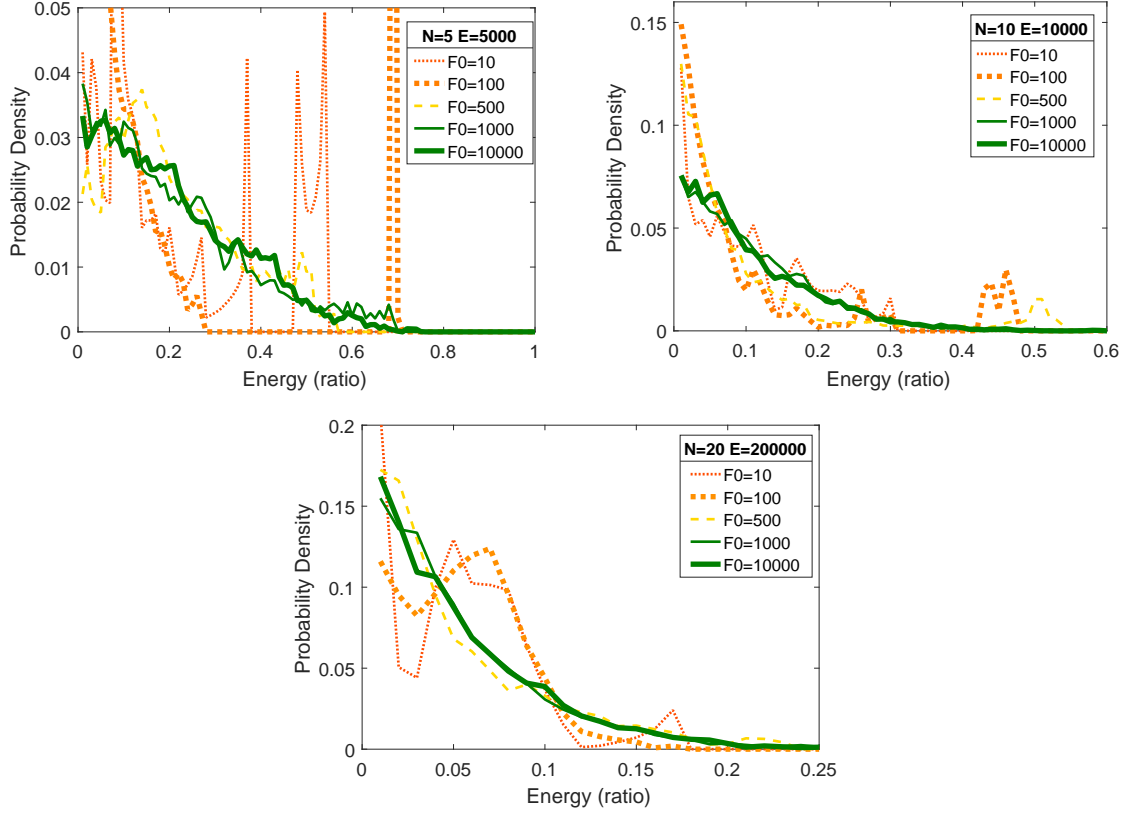 N=5 E=5000
F0=10
F0=100
F0=500
F0=1000
F0=10000
0.05
0.04
0.03
0.02
0.01
0
Probability Density
0 0.2 0.4 0.6 0.8 1
Energy (ratio)
N=10 E=10000
F0=10
F0=100
F0=500
F0=1000
F0=10000
0.15
0.1
0.05
0
Probability Density
0 0.1 0.2 0.3 0.4 0.5 0.6
Energy (ratio)
N=20 E=200000
F0=10
F0=100
F0=500
F0=1000
F0=10000
0.2
0.15
0.1
0.05
0
Probability Density
0 0.05 0.1 0.15 0.2 0.25
Energy (ratio)